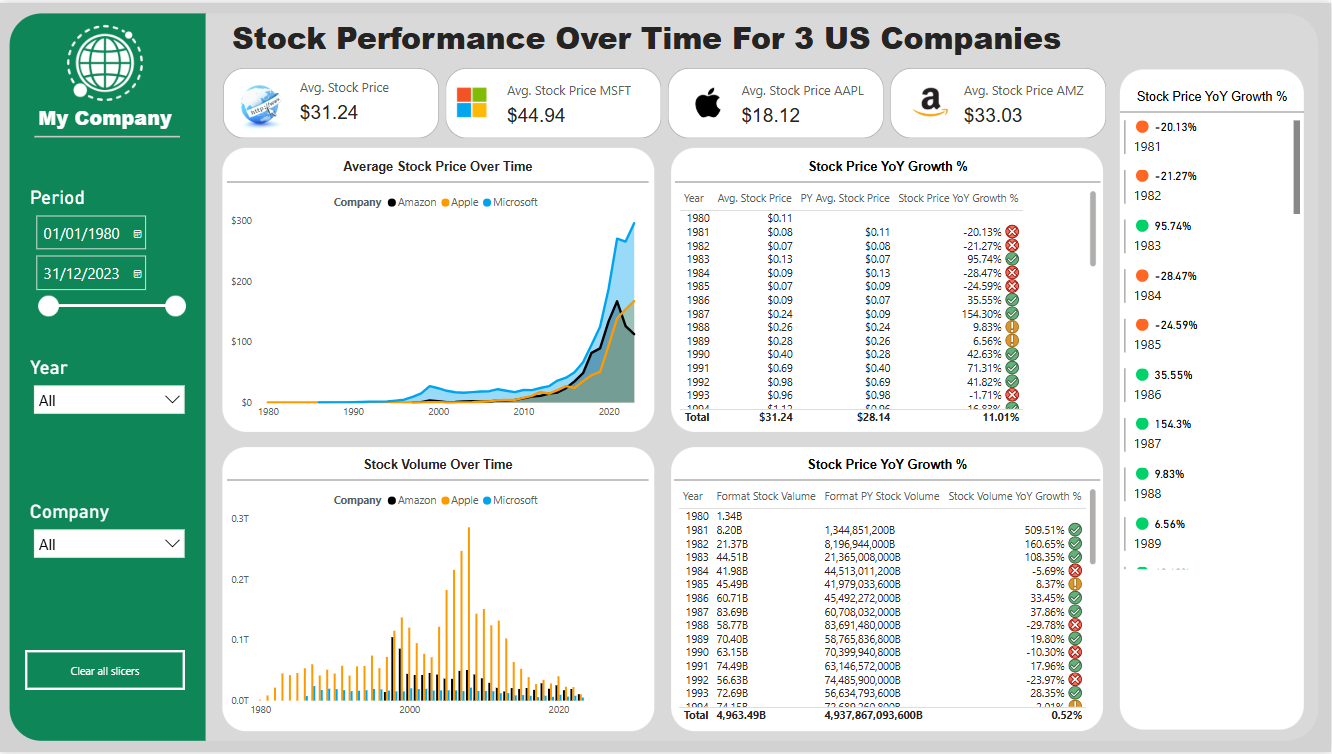 Stock Performance Over Time For 3 US Companies
My Company
Period
01/01/1980
31/12/2023
Year
All
Company
All
Clear all slicers
Avg. Stock Price
$31.24
Avg. Stock Price MSFT
$44.94
Avg. Stock Price AAPL
$18.12
Avg. Stock Price AMZ
$33.03
Average Stock Price Over Time
Company Amazon Apple Microsoft
$300
$200
$100
$0
1980 1990 2000 2010 2020
Stock Price YoY Growth %
Year Avg. Stock Price PY Avg. Stock Price Stock Price YoY Growth %
1980 $0.11
1981 $0.08 $0.11 -20.13%
1982 $0.07 $0.08 -21.27%
1983 $0.13 $0.07 95.74%
1984 $0.09 $0.13 -28.47%
1985 $0.07 $0.09 -24.59%
1986 $0.09 $0.07 35.55%
1987 $0.24 $0.09 154.30%
1988 $0.26 $0.24 9.83%
1989 $0.28 $0.26 6.56%
1990 $0.40 $0.28 42.63%
1991 $0.69 $0.40 71.31%
1992 $0.98 $0.69 41.82%
1993 $0.96 $0.98 -1.71%
Total $31.24 $28.14 11.01%
Stock Volume Over Time
Company Amazon Apple Microsoft
0.3T
0.2T
0.1T
0.0T
1980 2000 2020
Stock Price YoY Growth %
Year Format Stock Valume Format PY Stock Volume Stock Volume YoY Growth %
1980 1.34B
1981 8.20B 1,344,851,200B 509.51%
1982 21.37B 8,196,944,000B 160.65%
1983 44.51B 21,365,008,000B 108.35%
1984 41.98B 44,513,011,200B -5.69%
1985 45.49B 41,979,033,600B 8.37%
1986 60.71B 45,492,272,000B 33.45%
1987 83.69B 60,708,032,000B 37.86%
1988 58.77B 83,691,480,000B -29.78%
1989 70.40B 58,765,836,800B 19.80%
1990 63.15B 70,399,940,800B -10.30%
1991 74.49B 63,146,572,000B 17.96%
1992 56.63B 74,485,900,000B -23.97%
1993 72.69B 56,634,793,600B 28.35%
Total 4,963.49B 4,937,867,093,600B 0.52%
Stock Price YoY Growth %
-20.13%
1981
-21.27%
1982
95.74%
1983
-28.47%
1984
-24.59%
1985
35.55%
1986
154.3%
1987
9.83%
1988
6.56%
1989